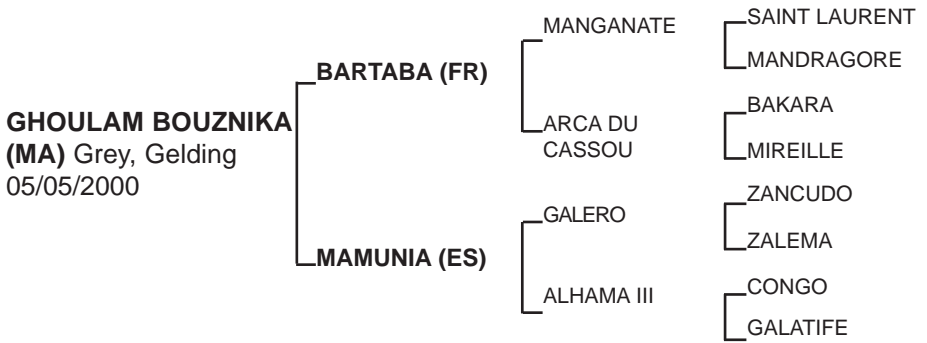 GHOULAM BOUZNIKA
(MA) Grey, Gelding
05/05/2000
BARTABA (FR)
MAMUNIA (ES)
MANGANATE
ARCA DU
CASSOU
GALERO
ALHAMA III
SAINT LAURENT
MANDRAGORE
BAKARA
MIREILLE
ZANCUDO
ZALEMA
CONGO
GALATIFE